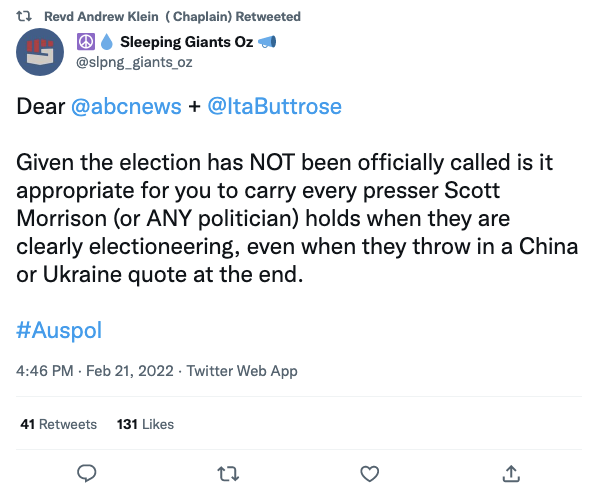 Revd Andrew Klein ( Chaplain) Retweeted
☮️💧 Sleeping Giants Oz 📣
@slpng_giants_oz
Dear @abcnews + @ItaButtrose
Given the election has NOT been officially called is it
appropriate for you to carry every presser Scott
Morrison (or ANY politician) holds when they are
clearly electioneering, even when they throw in a China
or Ukraine quote at the end.
#Auspol
4:46 PM · Feb 21, 2022 · Twitter Web App
41 Retweets 131 Likes